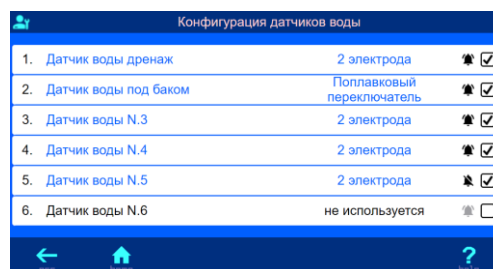 Конфигурация датчиков воды
1. Датчик воды дренаж 2 электрода
2. Датчик воды под баком Поплавковый переключатель
3. Датчик воды N.3 2 электрода
4. Датчик воды N.4 2 электрода
5. Датчик воды N.5 2 электрода
6. Датчик воды N.6 не используется
?